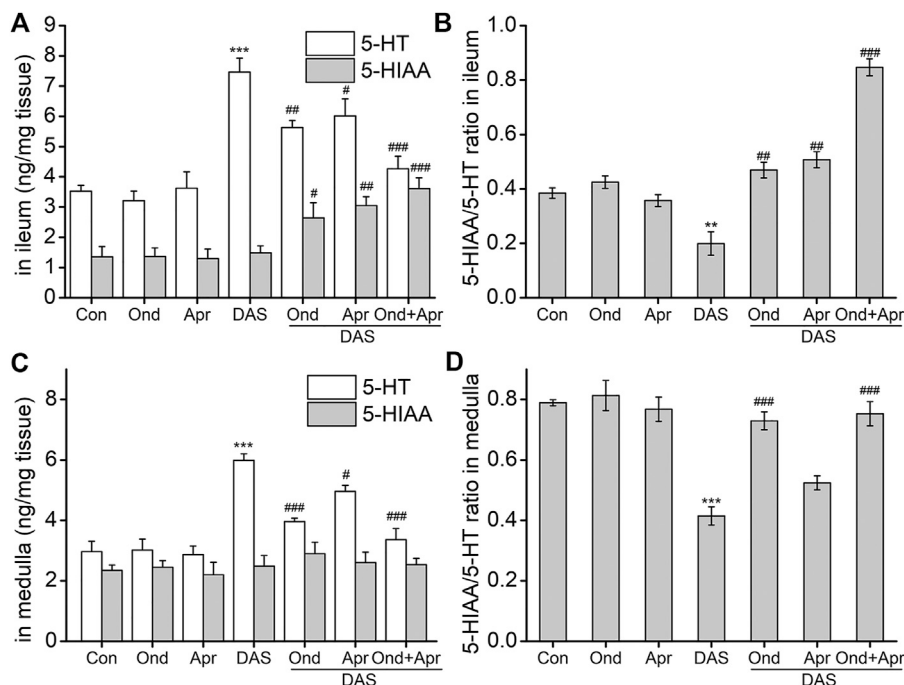 A
in ileum (ng/mg tissue)
9
8
7
6
5
4
3
2
1
0
5-HT
5-HIAA
***
##
#
#
##
###
###
Con Ond Apr DAS Ond Apr Ond+Apr
DAS
B
5-HIAA/5-HT ratio in ileum
1.0
0.8
0.6
0.4
0.2
0.0
**
##
##
###
Con Ond Apr DAS Ond Apr Ond+Apr
DAS
C
in medulla (ng/mg tissue)
8
6
4
2
0
5-HT
5-HIAA
***
###
#
###
Con Ond Apr DAS Ond Apr Ond+Apr
DAS
D
5-HIAA/5-HT ratio in medulla
0.8
0.6
0.4
0.2
0.0
***
###
###
Con Ond Apr DAS Ond Apr Ond+Apr
DAS